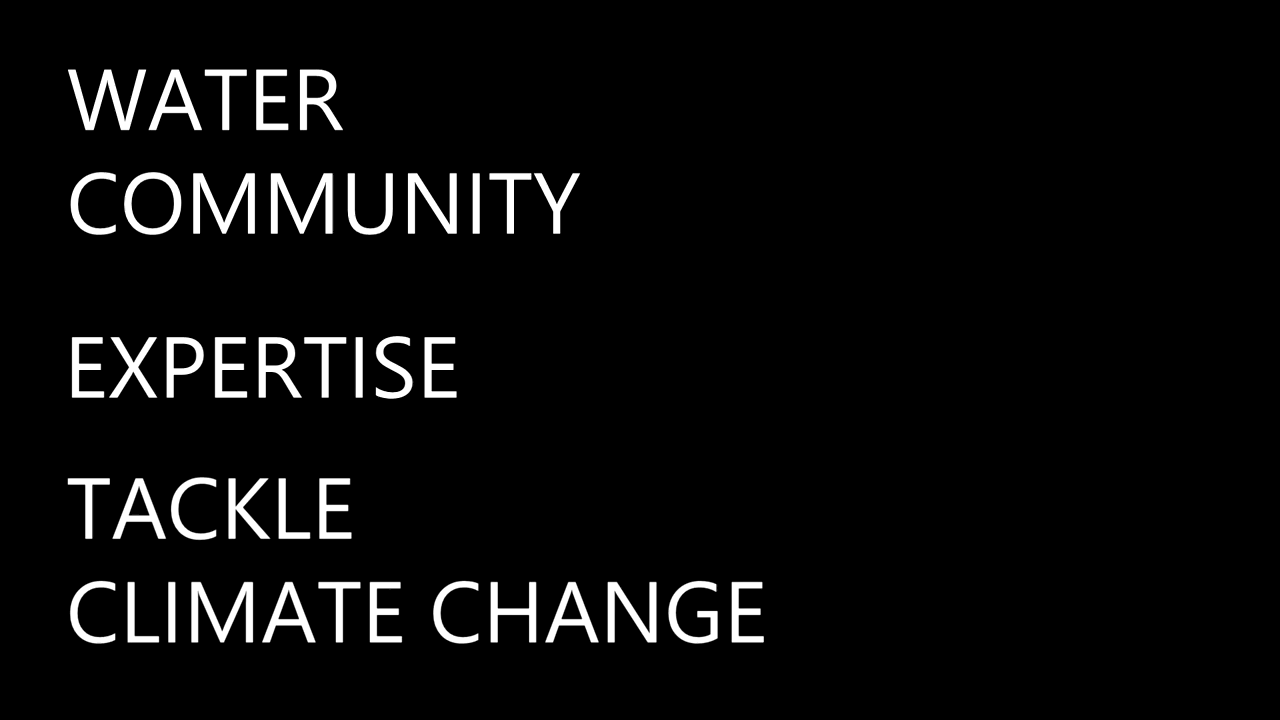 WATER
COMMUNITY
EXPERTISE
TACKLE
CLIMATE CHANGE